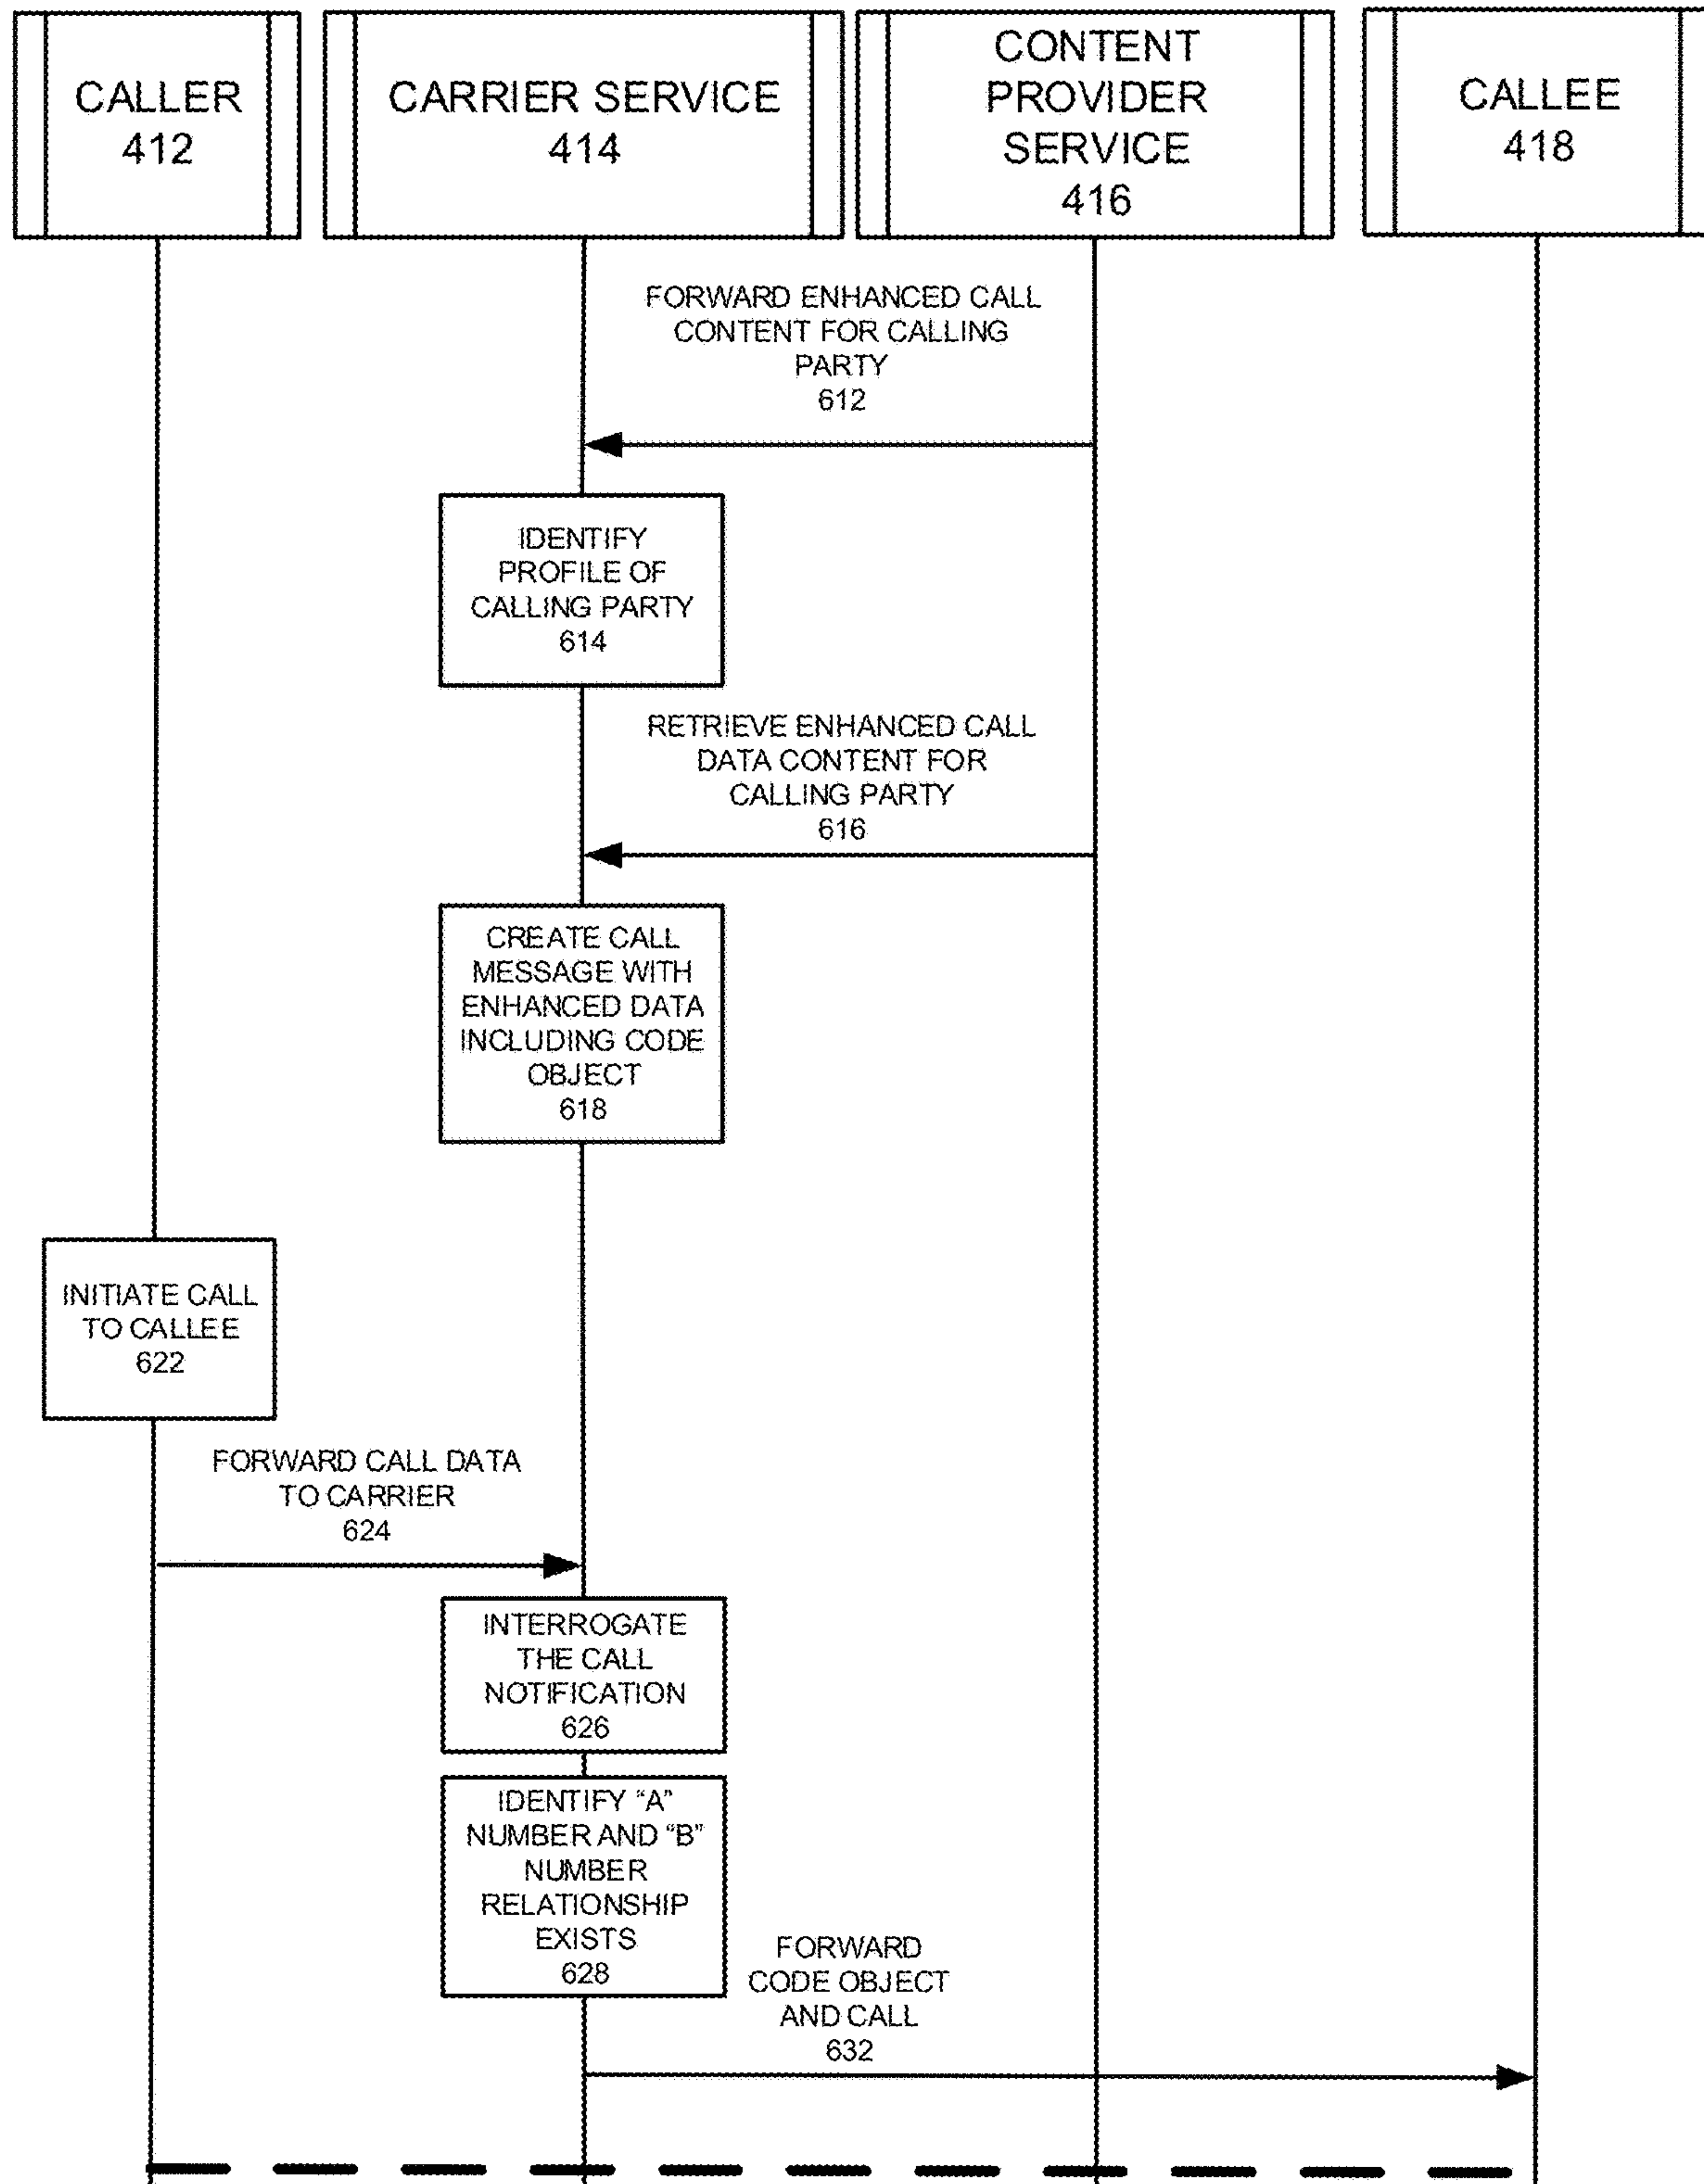 CALLER
412
CARRIER SERVICE
414
CONTENT
PROVIDER
SERVICE
416
CALLEE
418
FORWARD ENHANCED CALL
CONTENT FOR CALLING
PARTY
612
IDENTIFY
PROFILE OF
CALLING PARTY
614
RETRIEVE ENHANCED CALL
DATA CONTENT FOR
CALLING PARTY
616
CREATE CALL
MESSAGE WITH
ENHANCED DATA
INCLUDING CODE
OBJECT
618
INITIATE CALL
TO CALLEE
622
FORWARD CALL DATA
TO CARRIER
624
INTERROGATE
THE CALL
NOTIFICATION
626
IDENTIFY “A”
NUMBER AND “B”
NUMBER
RELATIONSHIP
EXISTS
628
FORWARD
CODE OBJECT
AND CALL
632